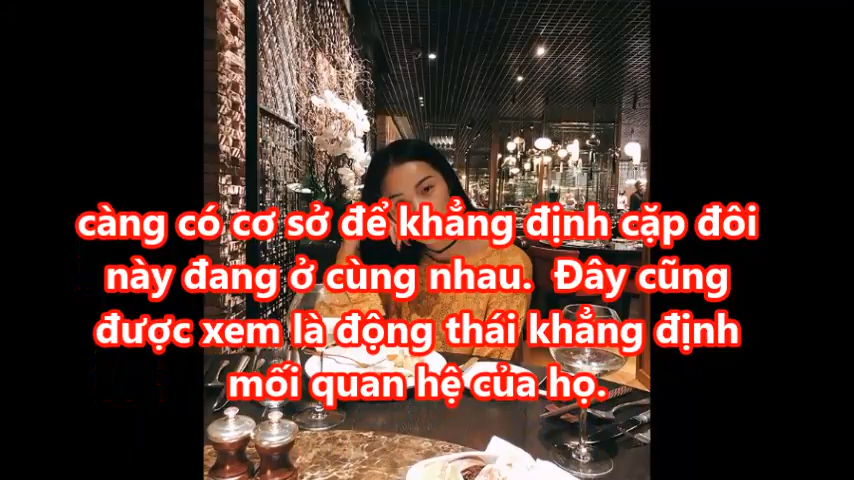 càng có cơ sở để khẳng định cặp đôi
này đang ở cùng nhau.  Đây cũng
được xem là động thái khẳng định
mối quan hệ của họ.